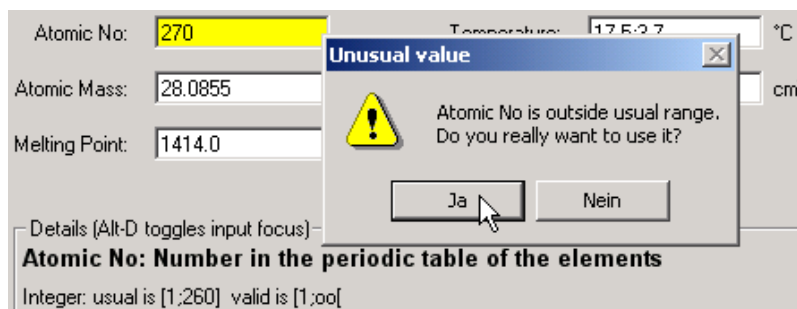 Atomic No: 270 Temperature: 17.5:2.7 °C
Unusual value
Atomic Mass: 28.0855 cm
Atomic No is outside usual range.
Do you really want to use it?
Melting Point: 1414.0
Ja Nein
Details (Alt-D toggles input focus)
Atomic No: Number in the periodic table of the elements
Integer: usual is [1;260] valid is [1;oo[